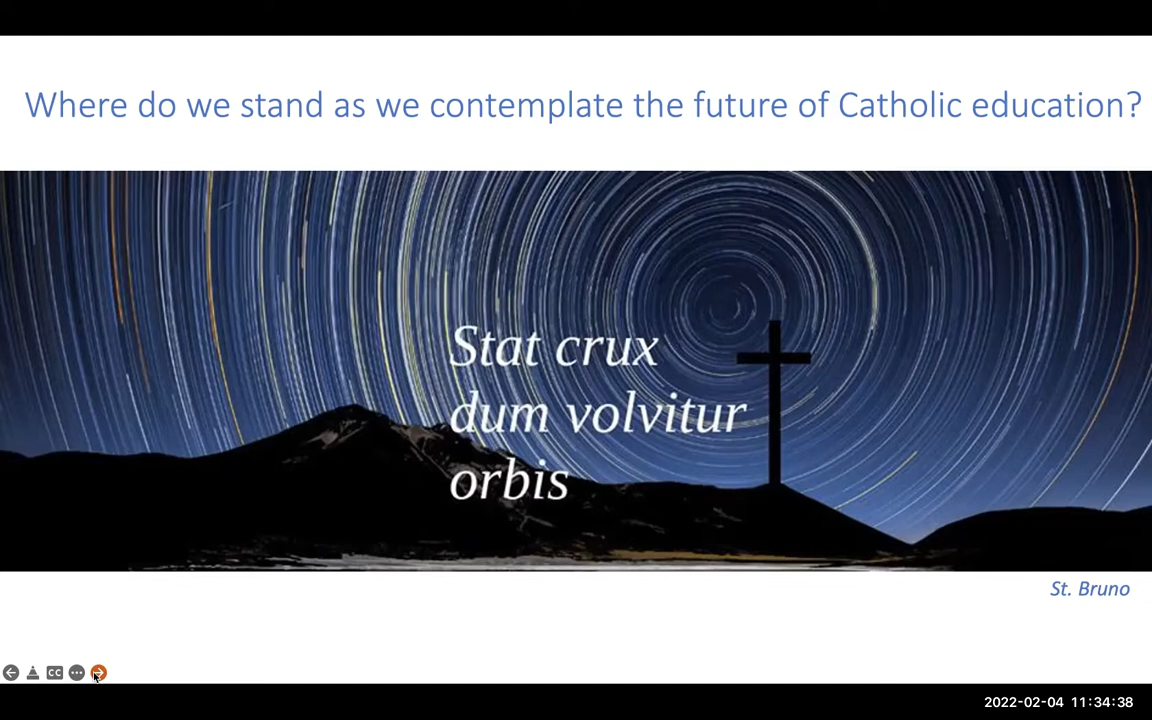 Where do we stand as we contemplate the future of Catholic education?
Stat crux
dum volvitur
orbis
St. Bruno
CC
2022-02-04 11:34:38